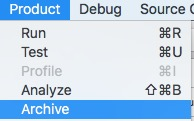 Product Debug Source C
Run ⌘R
Test ⌘U
Profile ⌘I
Analyze ⇧⌘B
Archive